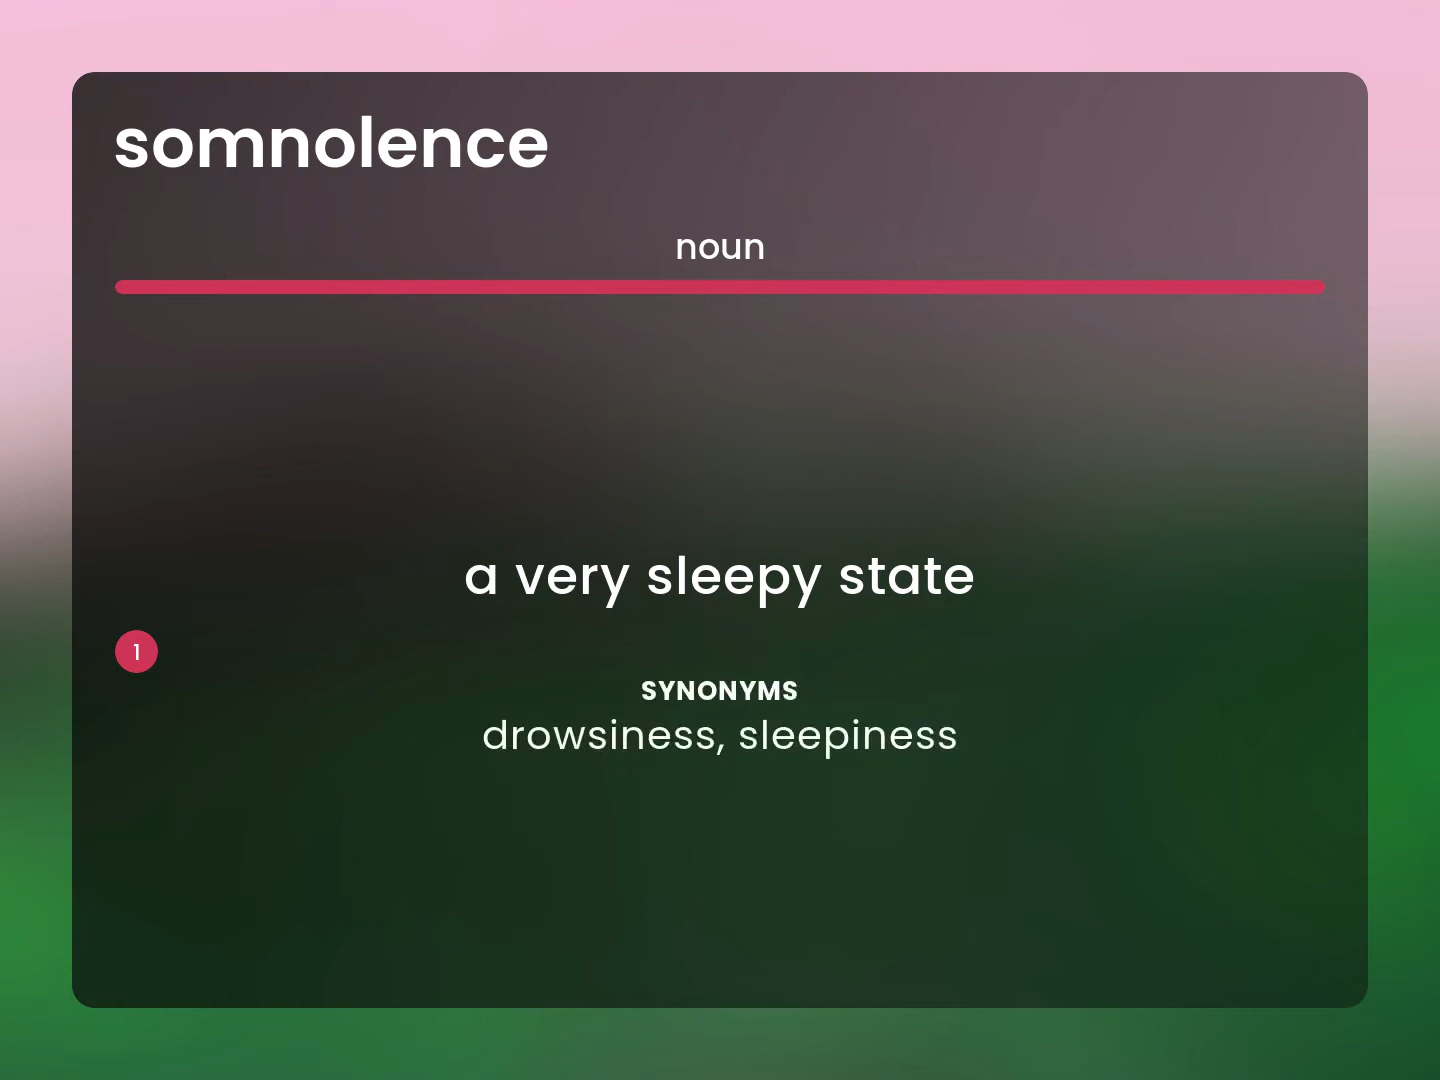 somnolence
noun
a very sleepy state
1
SYNONYMS
drowsiness, sleepiness